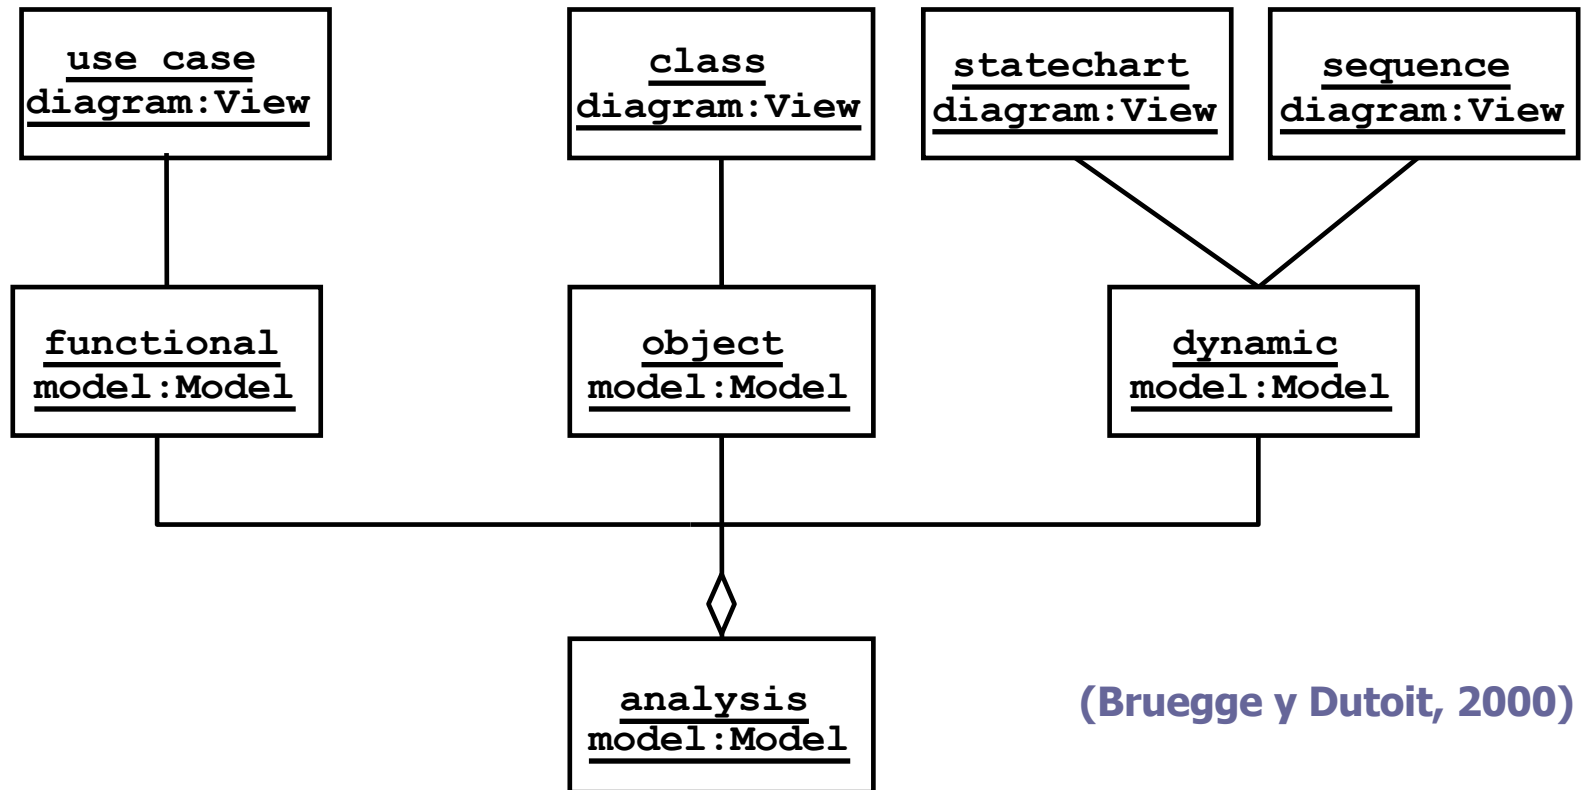 use case
diagram:View
class
diagram:View
statechart
diagram:View
sequence
diagram:View
functional
model:Model
object
model:Model
dynamic
model:Model
analysis
model:Model
(Bruegge y Dutoit, 2000)